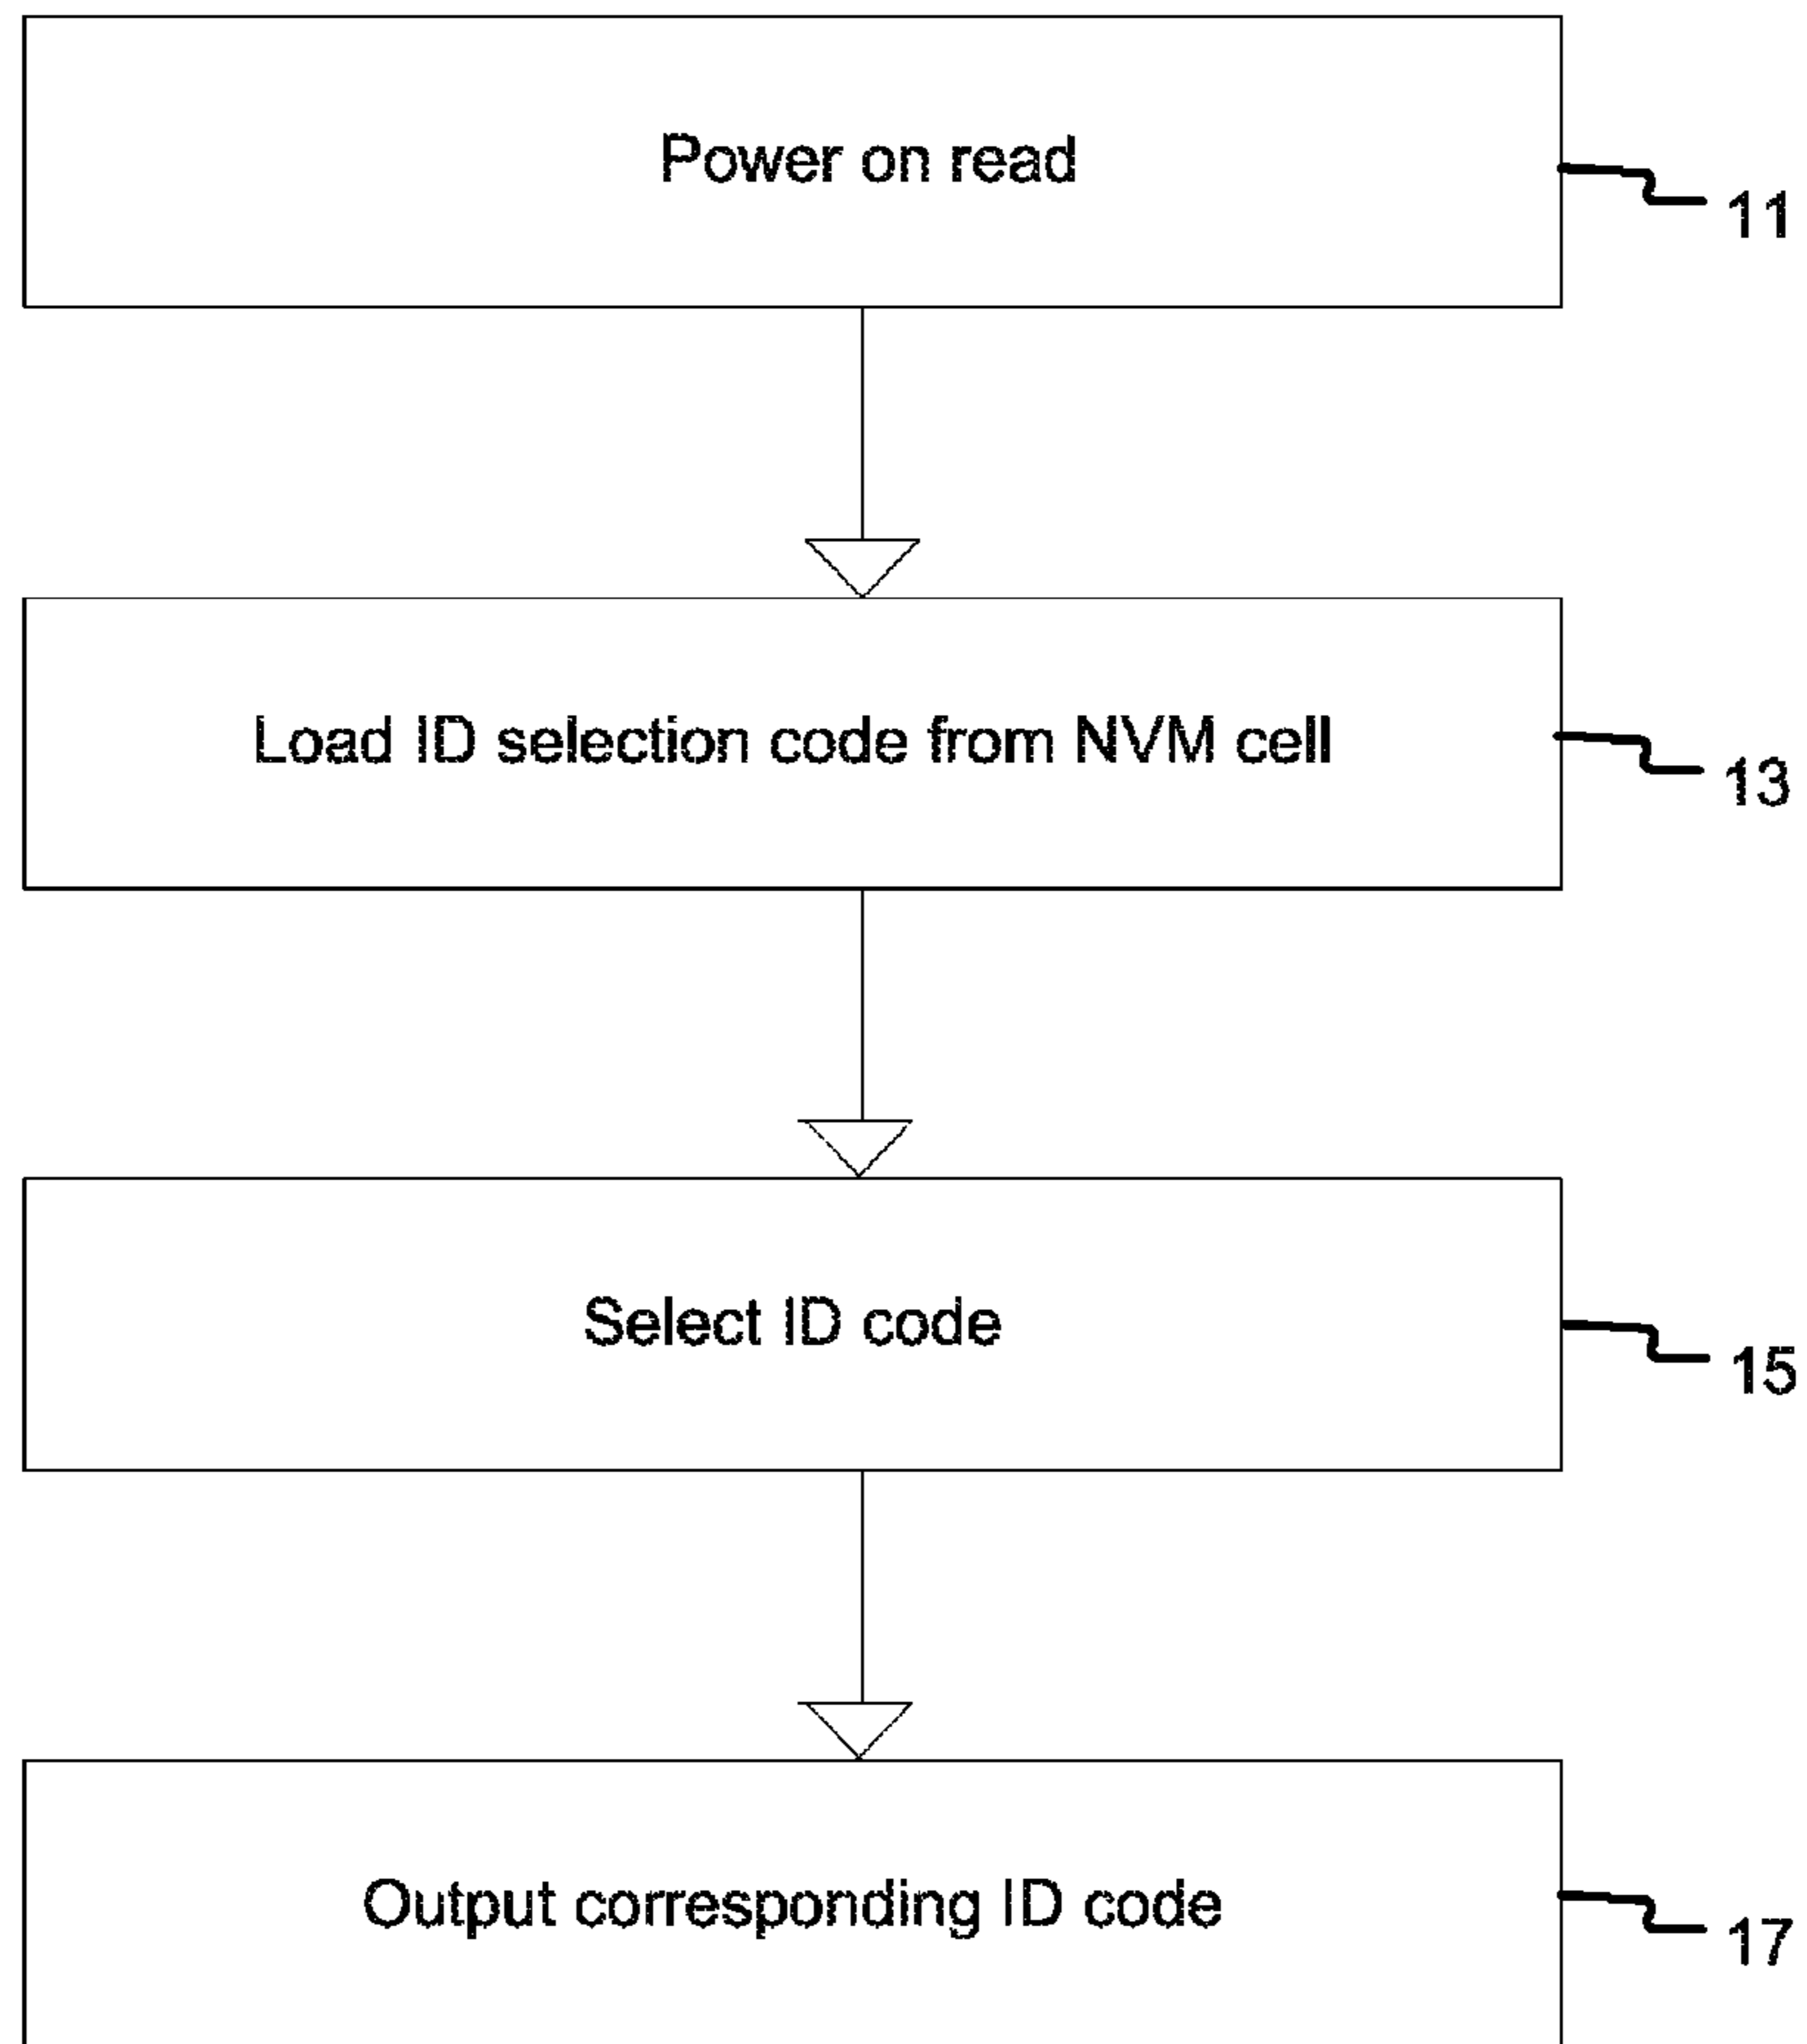 Power on read
11
Load ID selection code from NVM cell
13
Select ID code
15
Output corresponding ID code
17